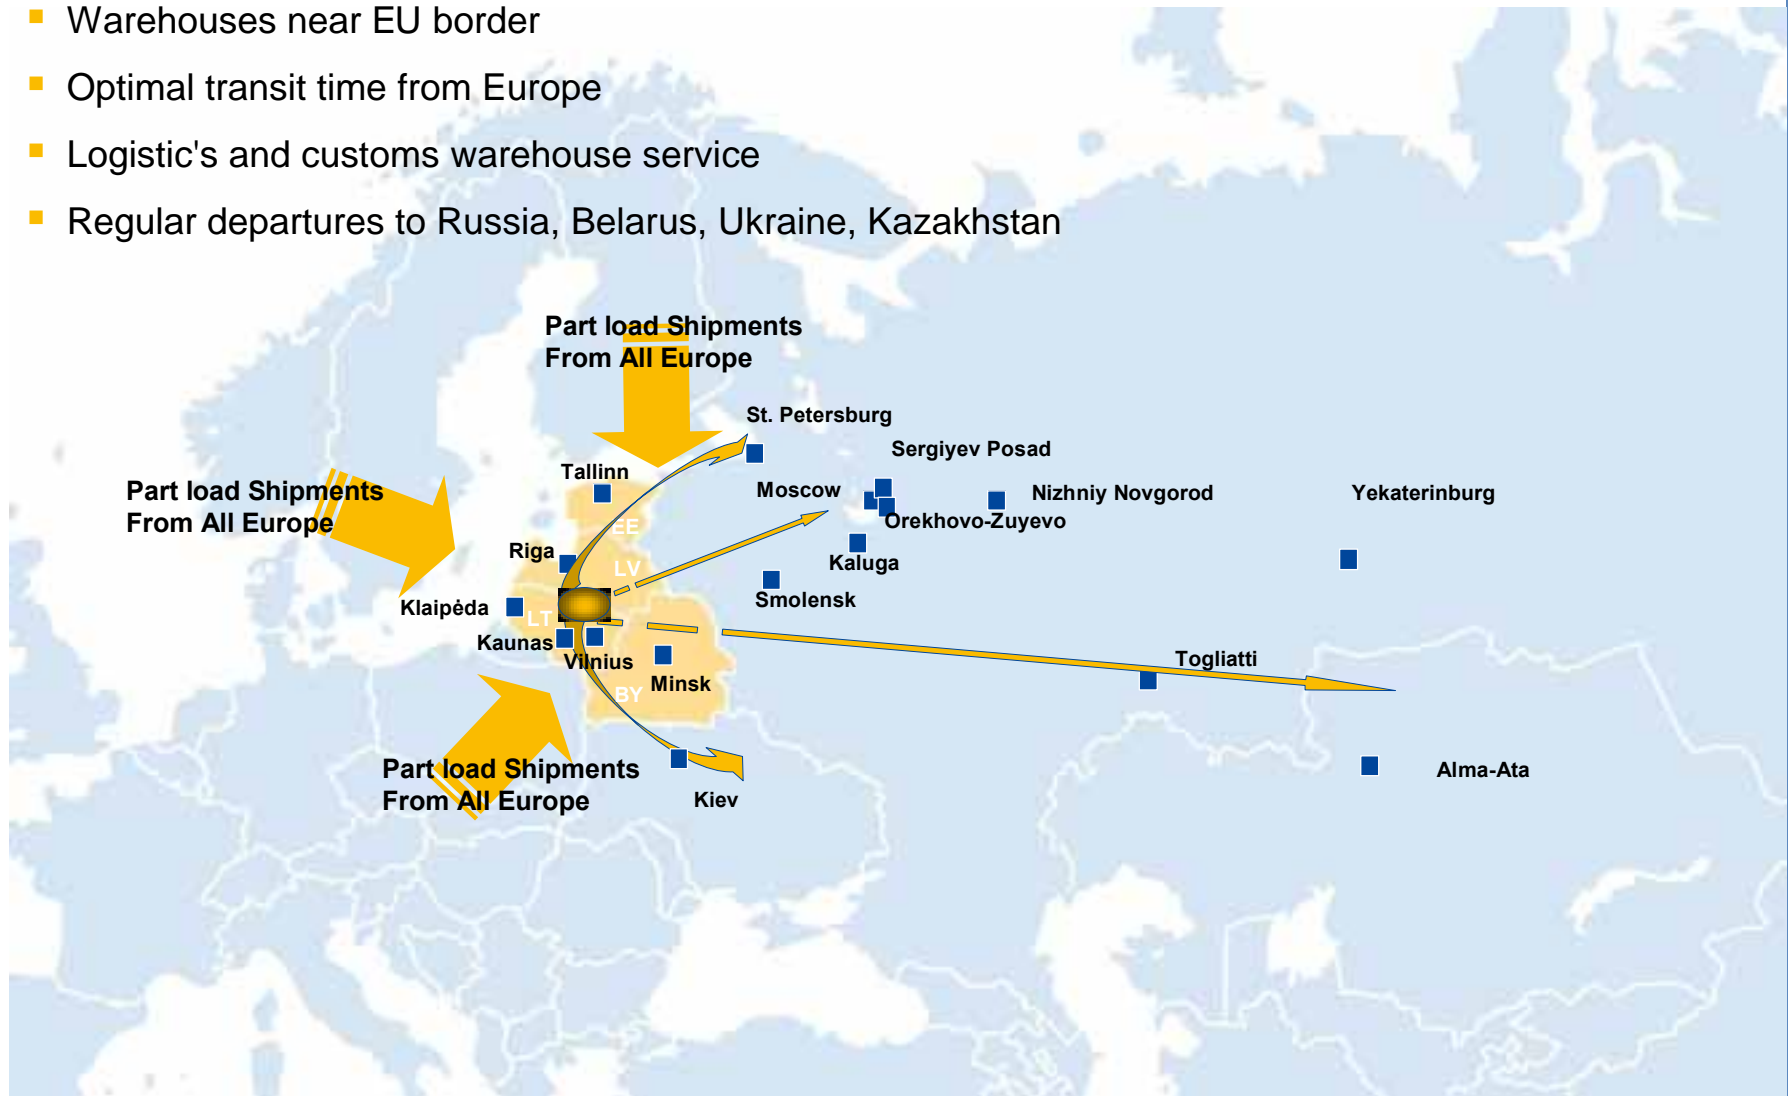 Warehouses near EU border
Optimal transit time from Europe
Logistic's and customs warehouse service
Regular departures to Russia, Belarus, Ukraine, Kazakhstan
Part load Shipments
From All Europe
St. Petersburg
Sergiyev Posad
Tallinn
Part load Shipments
From All Europe
Moscow
Nizhniy Novgorod
Yekaterinburg
Orekhovo-Zuyevo
EE
Riga
LV
Kaluga
Klaipėda
Smolensk
LT
Kaunas
Vilnius
Togliatti
Minsk
BY
Part load Shipments
From All Europe
Alma-Ata
Kiev